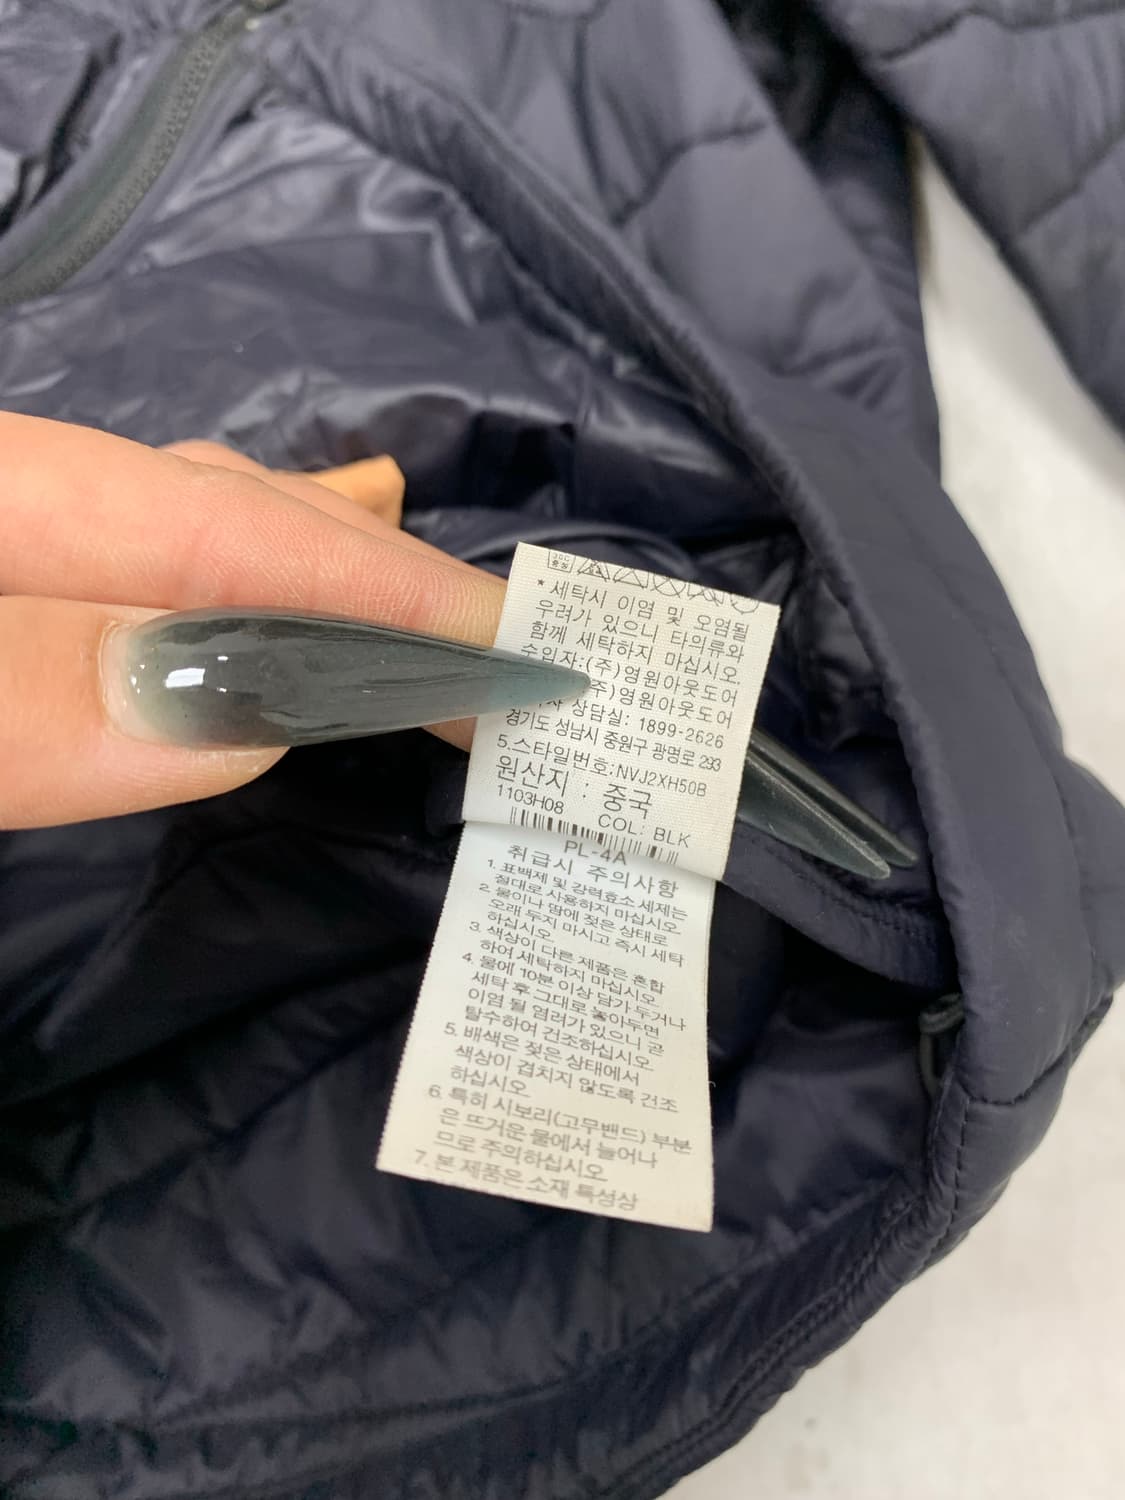 30C
중성
* 세탁시 이염 및 오염될
우려가 있으니 타의류와
함께 세탁하지 마십시오.
수입자:(주)영원아웃도어
주)영원아웃도어
상담실: 1899-2626
경기도 성남시 중원구 광명로 293
5.스타일번호:NVJ2XH50B
원산지 : 중국
1103H08 COL: BLK
PL-4A
취급시 주의사항
1. 표백제 및 강력효소 세제는
절대로 사용하지 마십시오.
2. 물이나 땀에 젖은 상태로
오래 두지 마시고 즉시 세탁
하십시오.
3. 색상이 다른 제품은 혼합
하여 세탁하지 마십시오.
4. 물에 10분 이상 담가 두거나
세탁 후 그대로 놓아두면
이염 될 염려가 있으니 곧
탈수하여 건조하십시오.
5. 배색은 젖은 상태에서
색상이 겹치지 않도록 건조
하십시오
6. 특히 시보리(고무밴드) 부분
은 뜨거운 물에서 늘어나
므로 주의하십시오
7. 본 제품은 소재 특성상